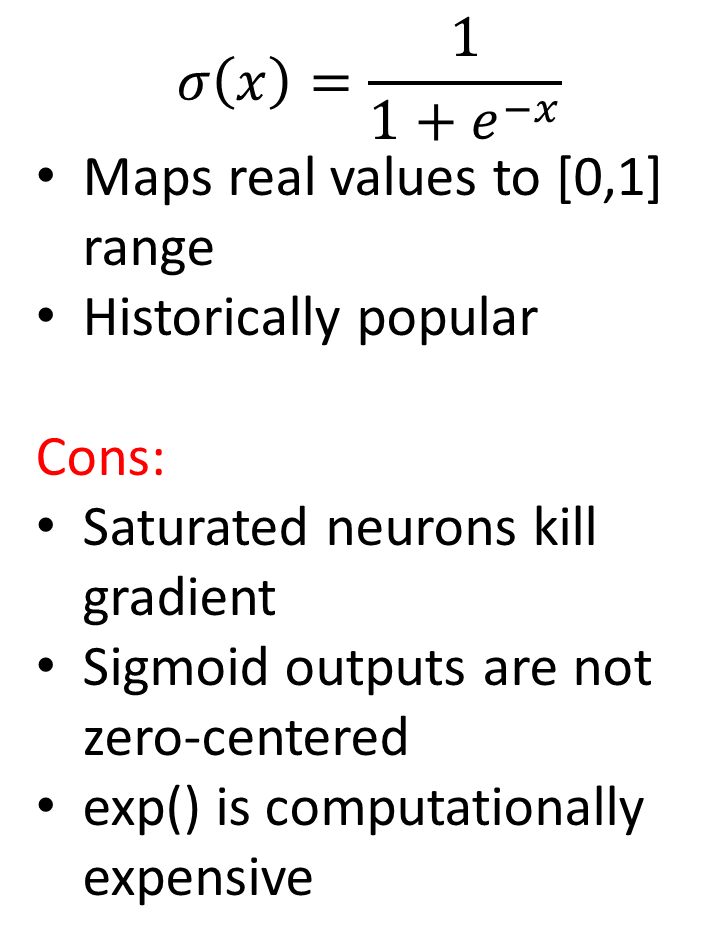 σ(x) = 1 / (1 + e^{-x})
• Maps real values to [0,1]
range
• Historically popular
Cons:
• Saturated neurons kill
gradient
• Sigmoid outputs are not
zero-centered
• exp() is computationally
expensive